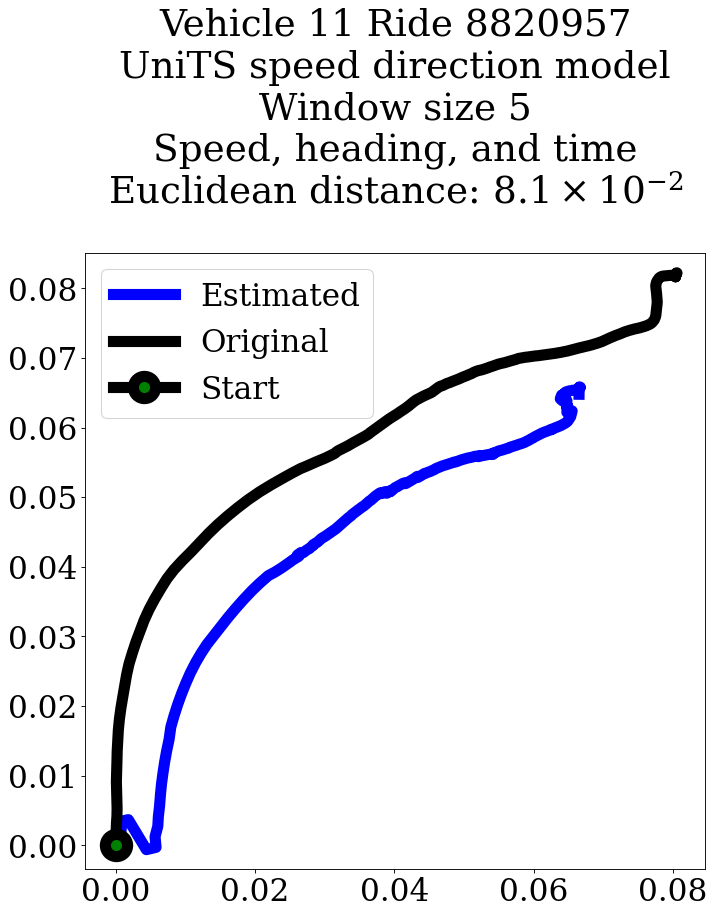 Vehicle 11 Ride 8820957
UniTS speed direction model
Window size 5
Speed, heading, and time
Euclidean distance: 8.1 × 10⁻²
Estimated
Original
Start
0.08
0.07
0.06
0.05
0.04
0.03
0.02
0.01
0.00
0.00 0.02 0.04 0.06 0.08